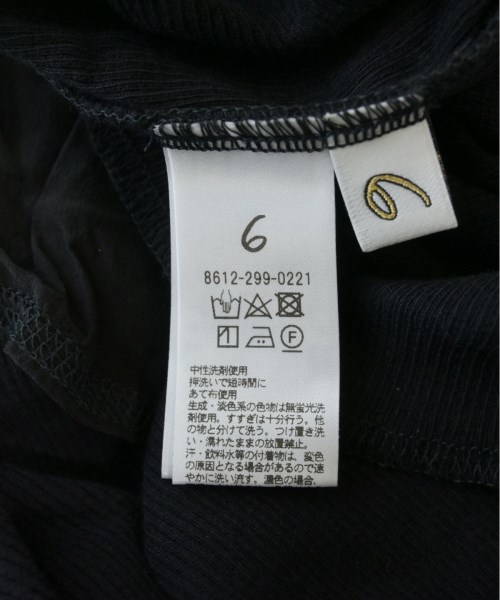 6
6
8612-299-0221
中性洗剤使用
押洗いで短時間に
あて布使用
生成・淡色系の色物は無蛍光洗
剤使用。すすぎは十分行う。他
の物と分けて洗う。つけ置き洗
い・濡れたままの放置禁止。
汗・飲料水等の付着物は、変色
の原因となる場合があるので速
やかに洗い流す。濃色の場合、